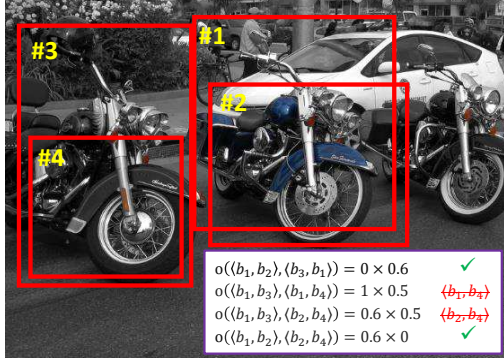 #1
#3
#2
#4
o(⟨b₁, b₂⟩, ⟨b₃, b₁⟩) = 0 × 0.6 ✓
o(⟨b₁, b₃⟩, ⟨b₁, b₄⟩) = 1 × 0.5 ⟨b₁, b₄⟩
o(⟨b₁, b₃⟩, ⟨b₂, b₄⟩) = 0.6 × 0.5 ⟨b₂, b₄⟩
o(⟨b₁, b₂⟩, ⟨b₂, b₄⟩) = 0.6 × 0 ✓